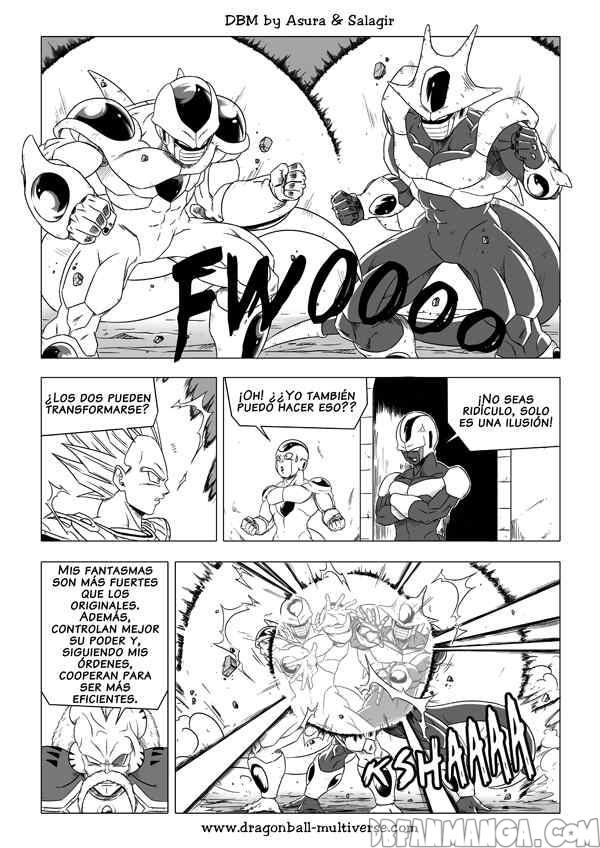 DBM by Asura & Salagir
FWOOOO
¿Los dos pueden
transformarse?
¡Oh! ¿¿Yo también
puedo hacer eso??
¡No seas
ridículo, solo
es una ilusión!
Mis fantasmas
son más fuertes
que los
originales.
Además,
controlan mejor
su poder y,
siguiendo mis
órdenes,
cooperan para
ser más
eficientes.
KSHAAAA
www.dragonball-multiverse.com
DBFANMANGA.COM